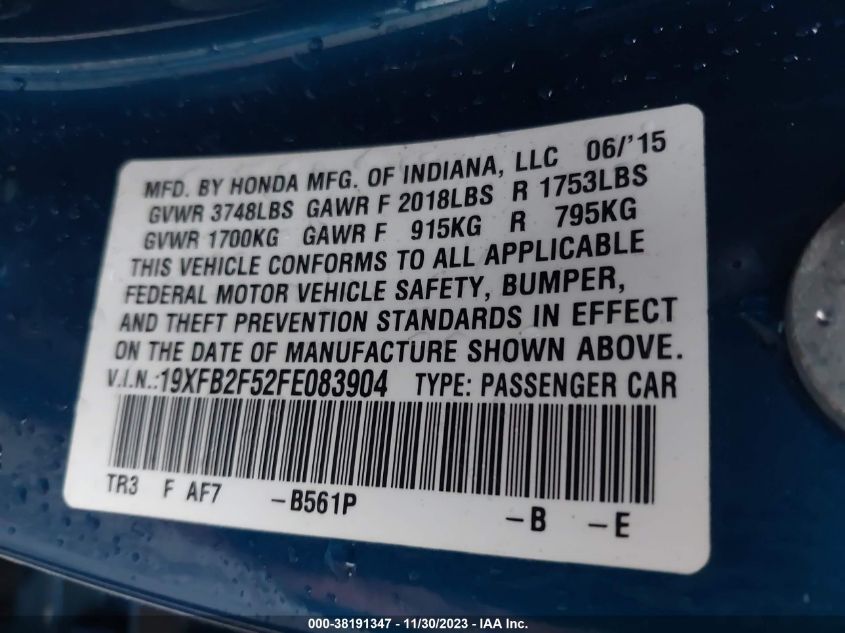 MFD. BY HONDA MFG. OF INDIANA, LLC 06/'15
GVWR 3748LBS GAWR F 2018LBS R 1753LBS
GVWR 1700KG GAWR F 915KG R 795KG
THIS VEHICLE CONFORMS TO ALL APPLICABLE
FEDERAL MOTOR VEHICLE SAFETY, BUMPER,
AND THEFT PREVENTION STANDARDS IN EFFECT
ON THE DATE OF MANUFACTURE SHOWN ABOVE.
V.I.N.:19XFB2F52FE083904 TYPE: PASSENGER CAR
TR3 F AF7 -B561P -B -E
000-38191347 - 11/30/2023 - IAA Inc.